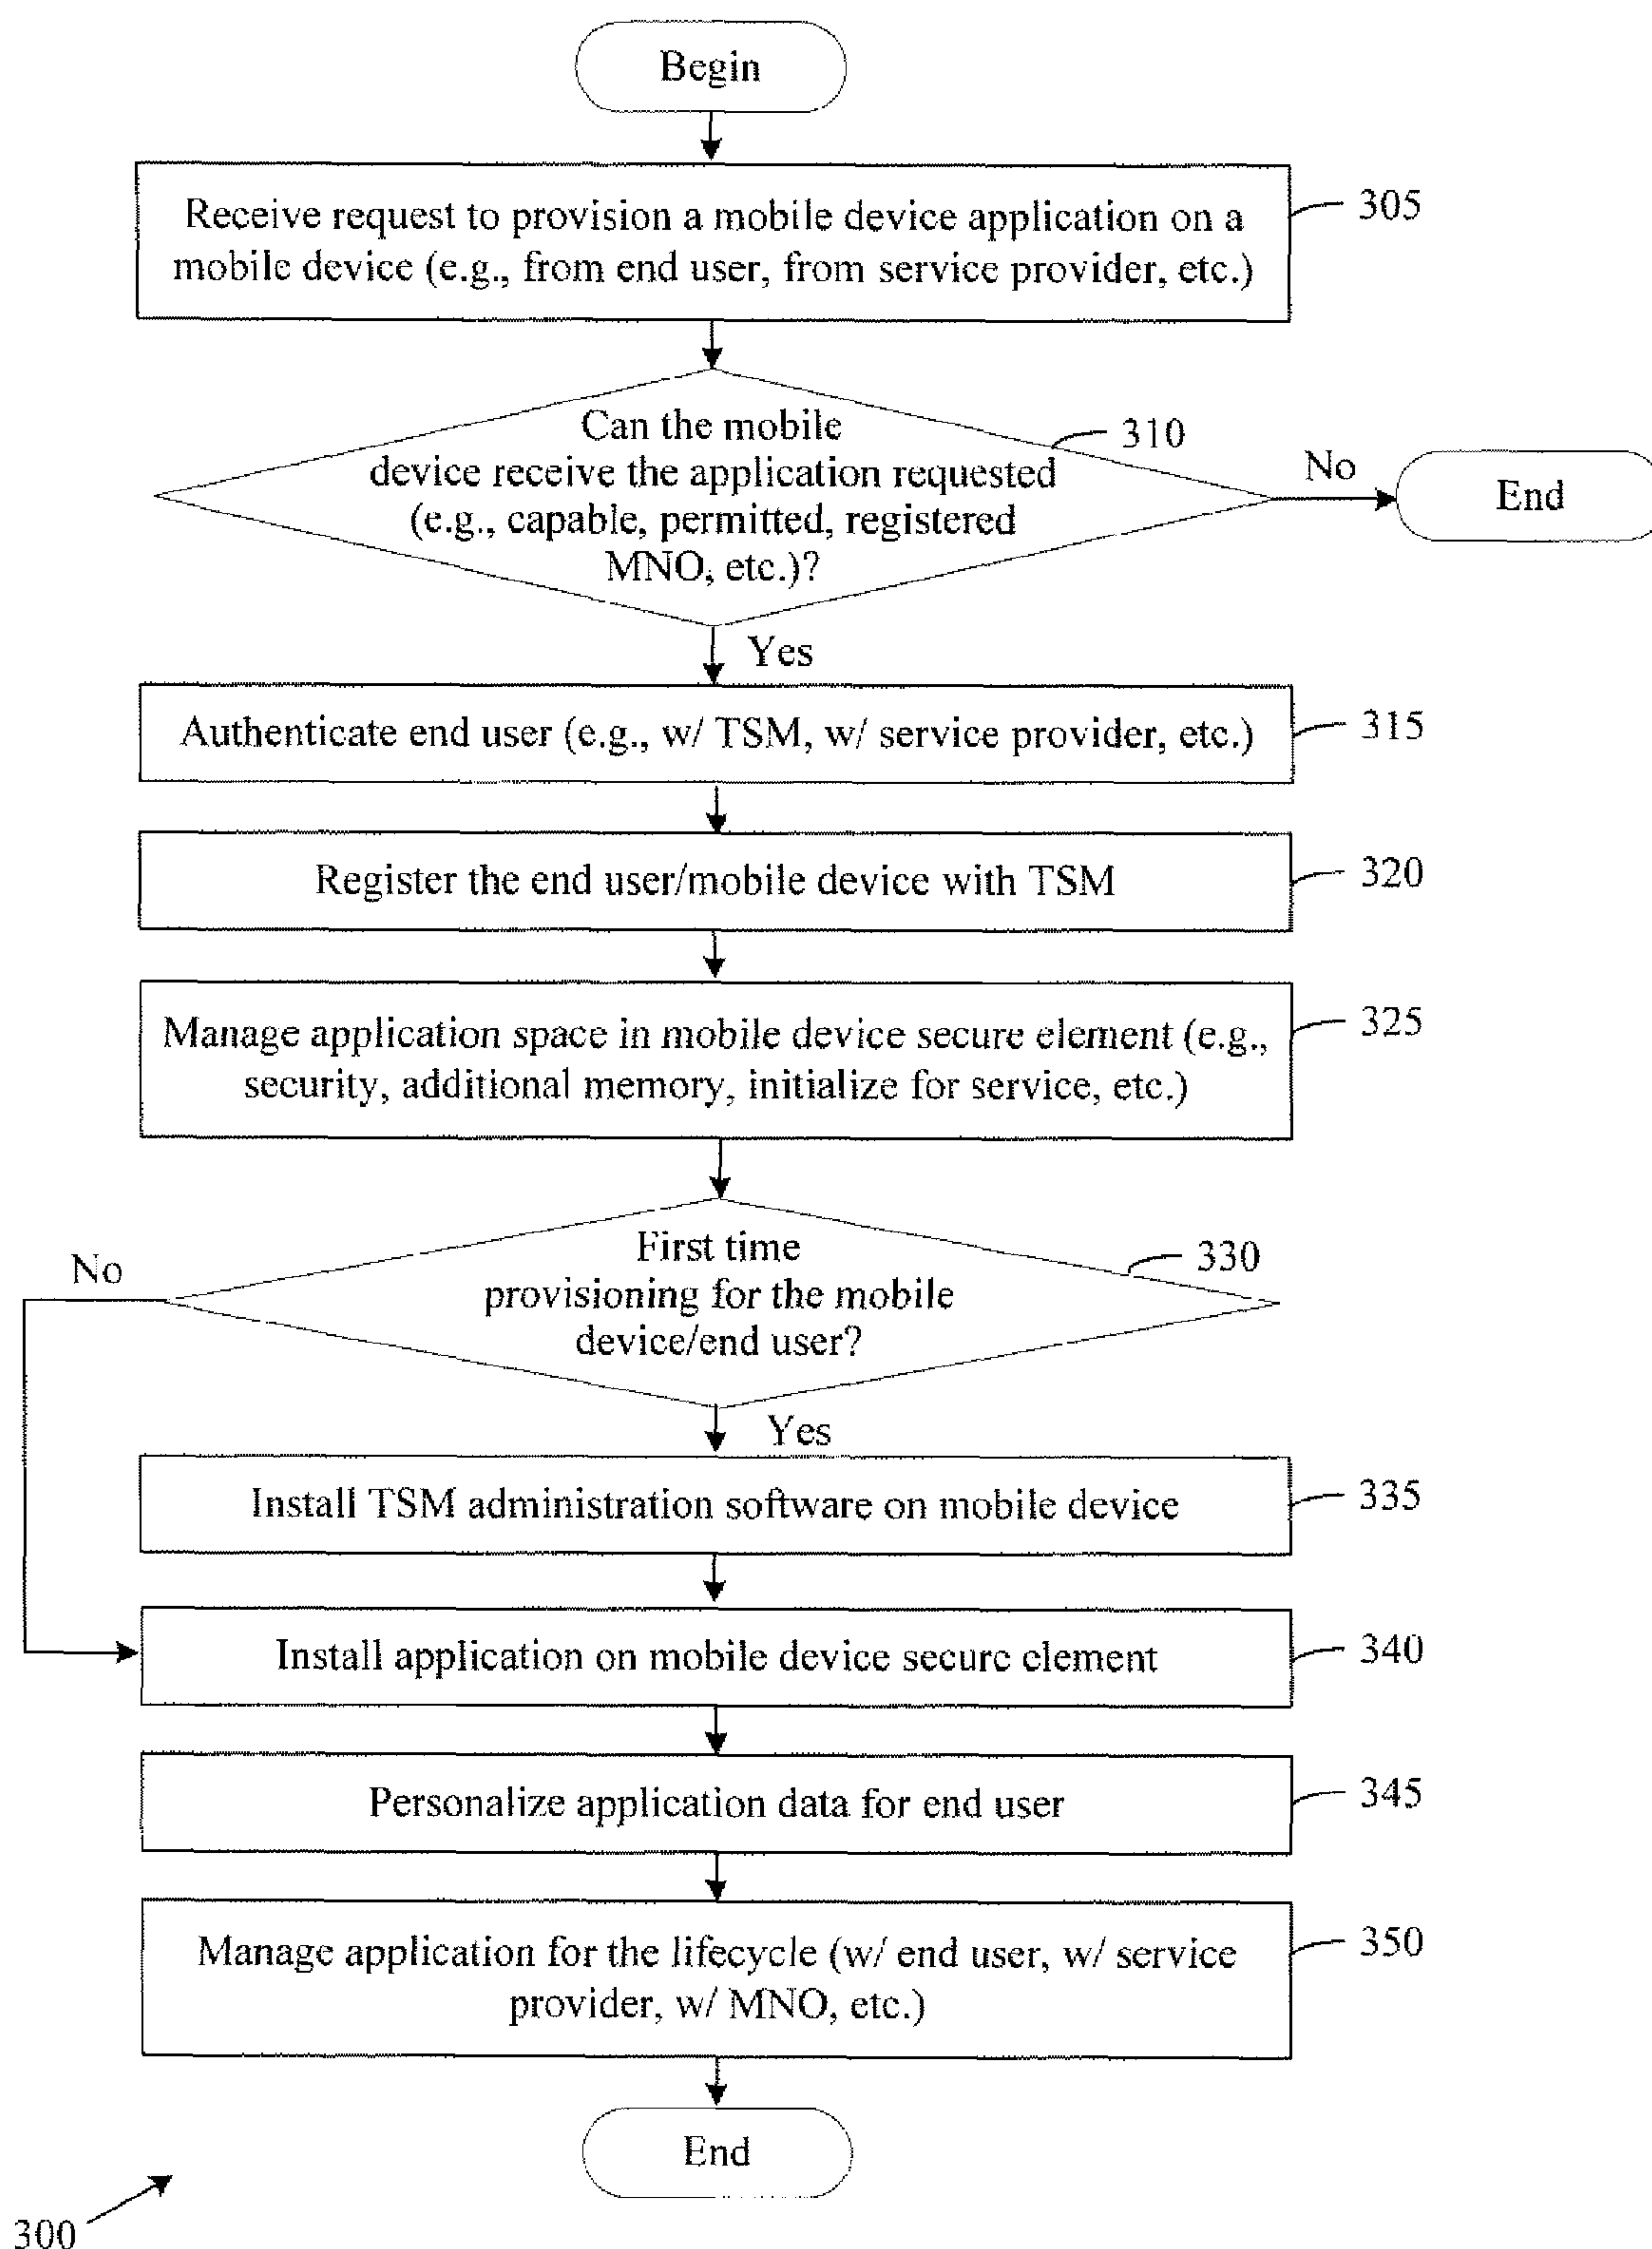 Begin
Receive request to provision a mobile device application on a
mobile device (e.g., from end user, from service provider, etc.)
305
Can the mobile
device receive the application requested
(e.g., capable, permitted, registered
MNO, etc.)?
310
No
End
Yes
Authenticate end user (e.g., w/ TSM, w/ service provider, etc.)
315
Register the end user/mobile device with TSM
320
Manage application space in mobile device secure element (e.g.,
security, additional memory, initialize for service, etc.)
325
First time
provisioning for the mobile
device/end user?
330
No
Yes
Install TSM administration software on mobile device
335
Install application on mobile device secure element
340
Personalize application data for end user
345
Manage application for the lifecycle (w/ end user, w/ service
provider, w/ MNO, etc.)
350
End
300